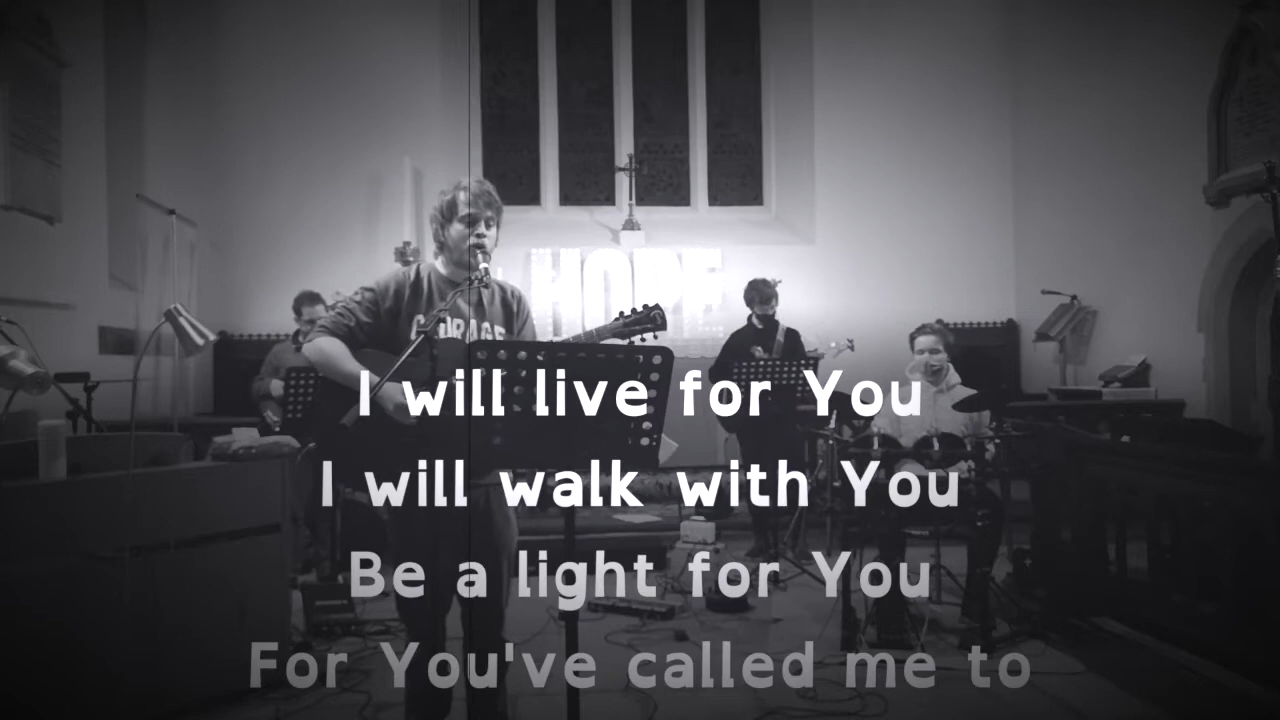 HOPE
COURAGE
I will live for You
I will walk with You
Be a light for You
For You've called me to